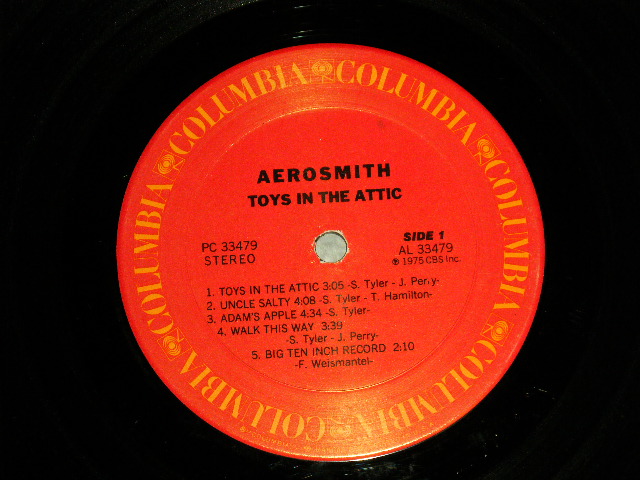 COLUMBIA COLUMBIA COLUMBIA COLUMBIA COLUMBIA COLUMBIA
AEROSMITH
TOYS IN THE ATTIC
PC 33479
STEREO
SIDE 1
AL 33479
℗ 1975 CBS Inc.
1. TOYS IN THE ATTIC 3:05 -S. Tyler - J. Perry-
2. UNCLE SALTY 4:08 -S. Tyler - T. Hamilton-
3. ADAM'S APPLE 4:34 -S. Tyler-
4. WALK THIS WAY 3:39
-S. Tyler - J. Perry-
5. BIG TEN INCH RECORD 2:10
-F. Weismantel-